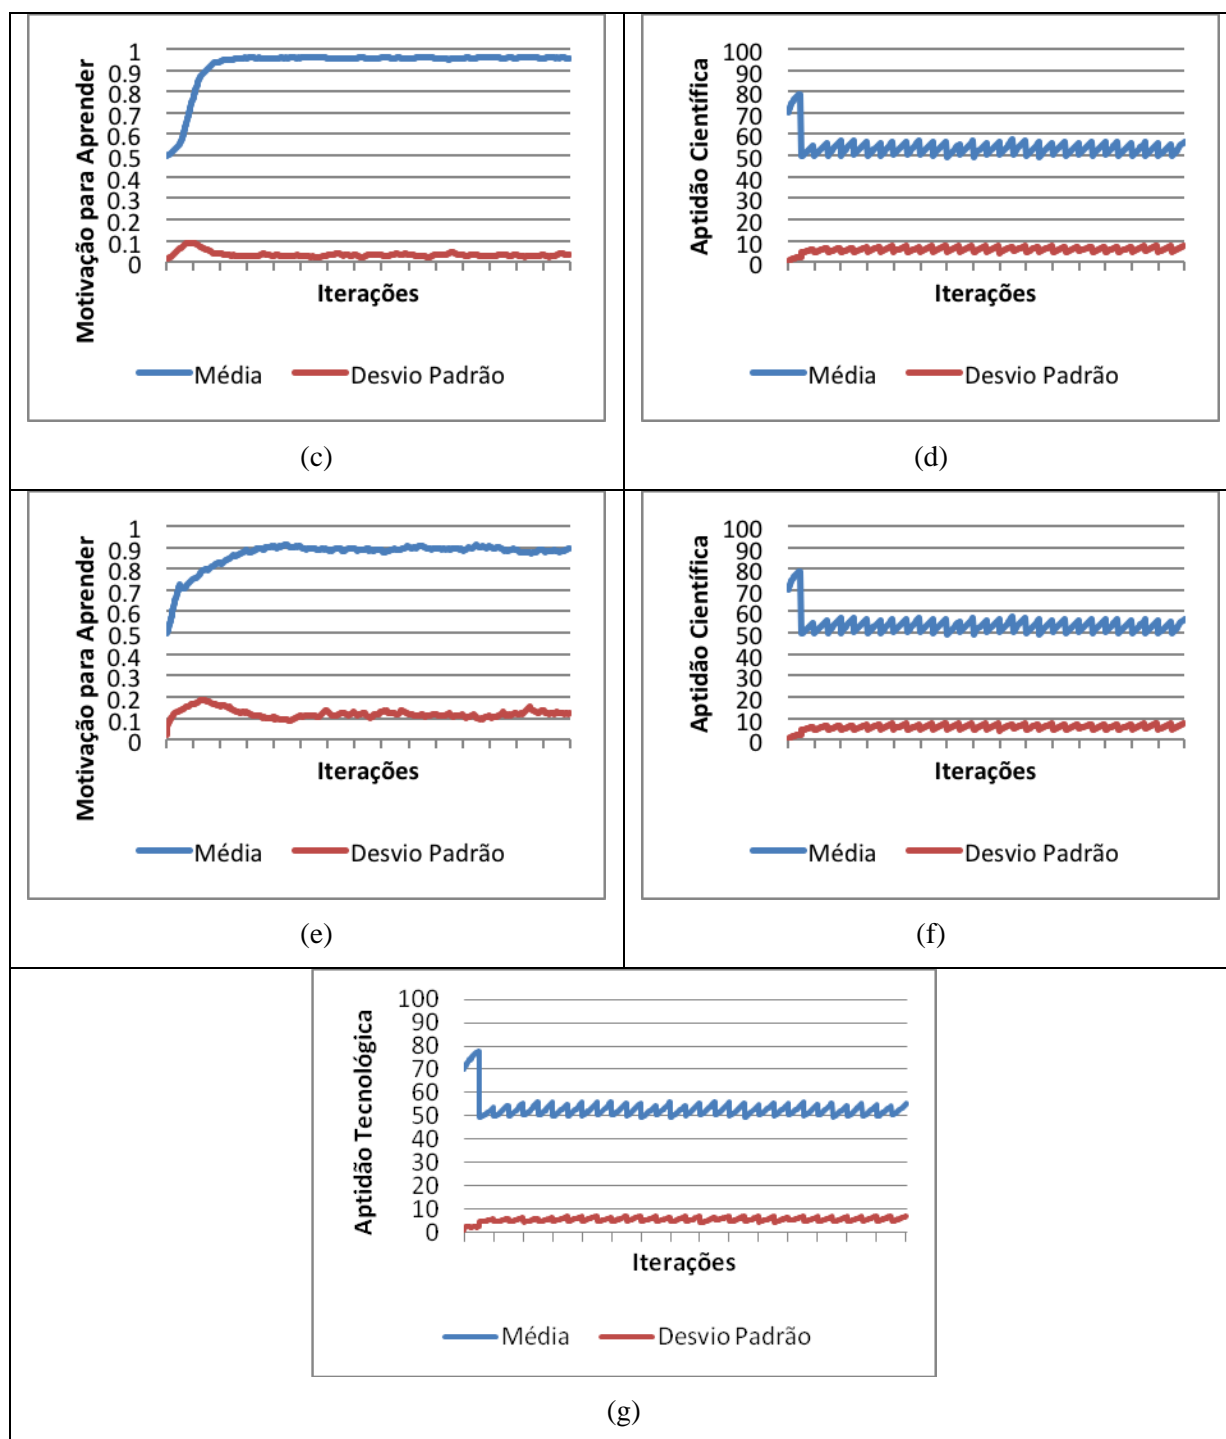 Motivação para Aprender
1
0.9
0.8
0.7
0.6
0.5
0.4
0.3
0.2
0.1
0
Iterações
Média Desvio Padrão
(c)
Aptidão Científica
100
90
80
70
60
50
40
30
20
10
0
Iterações
Média Desvio Padrão
(d)
Motivação para Aprender
1
0.9
0.8
0.7
0.6
0.5
0.4
0.3
0.2
0.1
0
Iterações
Média Desvio Padrão
(e)
Aptidão Científica
100
90
80
70
60
50
40
30
20
10
0
Iterações
Média Desvio Padrão
(f)
Aptidão Tecnológica
100
90
80
70
60
50
40
30
20
10
0
Iterações
Média Desvio Padrão
(g)